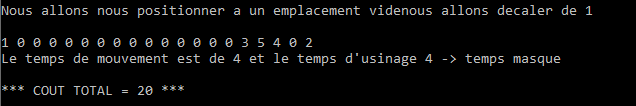 Nous allons nous positionner a un emplacement videnous allons decaler de 1
1 0 0 0 0 0 0 0 0 0 0 0 0 0 0 3 5 4 0 2
Le temps de mouvement est de 4 et le temps d'usinage 4 -> temps masque
*** COUT TOTAL = 20 ***